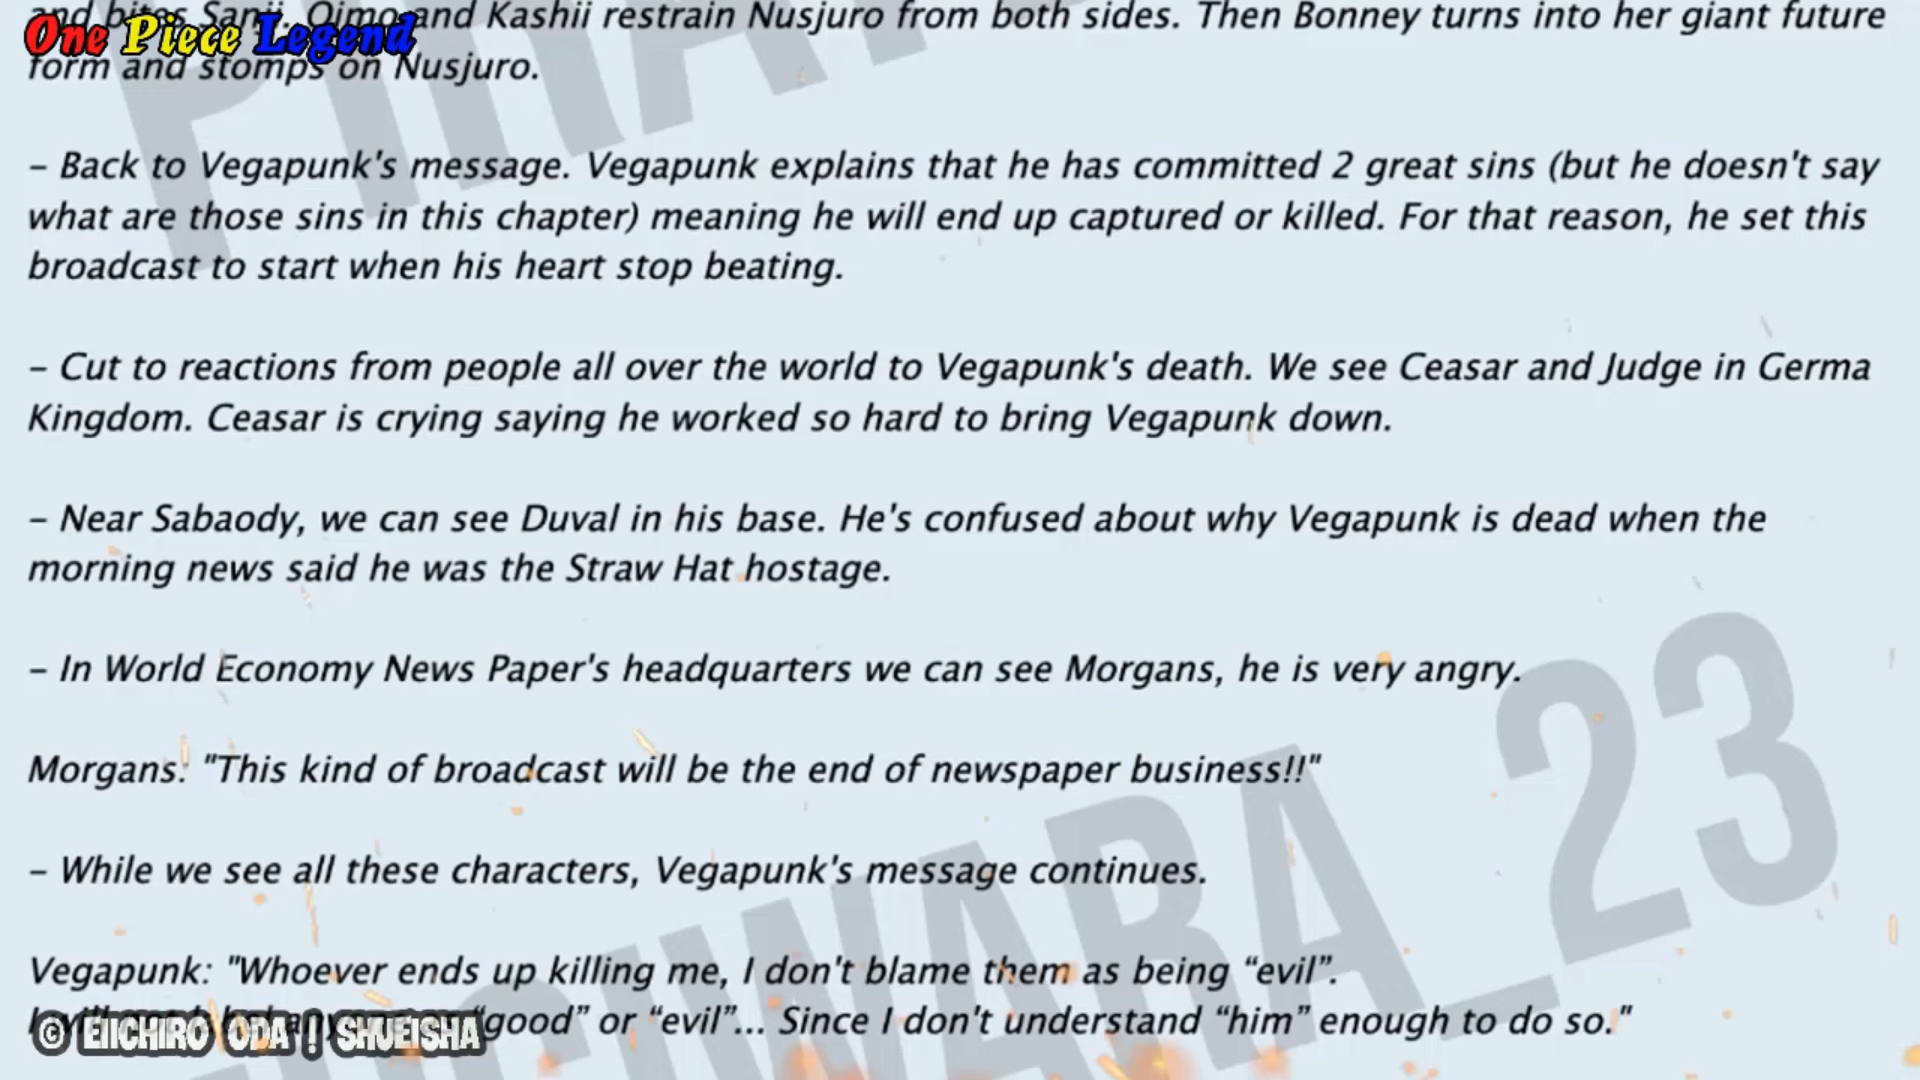 and bites Sanji. Oimo and Kashii restrain Nusjuro from both sides. Then Bonney turns into her giant future
One Piece Legend
form and stomps on Nusjuro.
– Back to Vegapunk's message. Vegapunk explains that he has committed 2 great sins (but he doesn't say
what are those sins in this chapter) meaning he will end up captured or killed. For that reason, he set this
broadcast to start when his heart stop beating.
– Cut to reactions from people all over the world to Vegapunk's death. We see Ceasar and Judge in Germa
Kingdom. Ceasar is crying saying he worked so hard to bring Vegapunk down.
– Near Sabaody, we can see Duval in his base. He's confused about why Vegapunk is dead when the
morning news said he was the Straw Hat hostage.
– In World Economy News Paper's headquarters we can see Morgans, he is very angry.
Morgans: "This kind of broadcast will be the end of newspaper business!!"
– While we see all these characters, Vegapunk's message continues.
Vegapunk: "Whoever ends up killing me, I don't blame them as being “evil”.
“good” or “evil”... Since I don't understand “him” enough to do so."
© EIICHIRO ODA | SHUEISHA